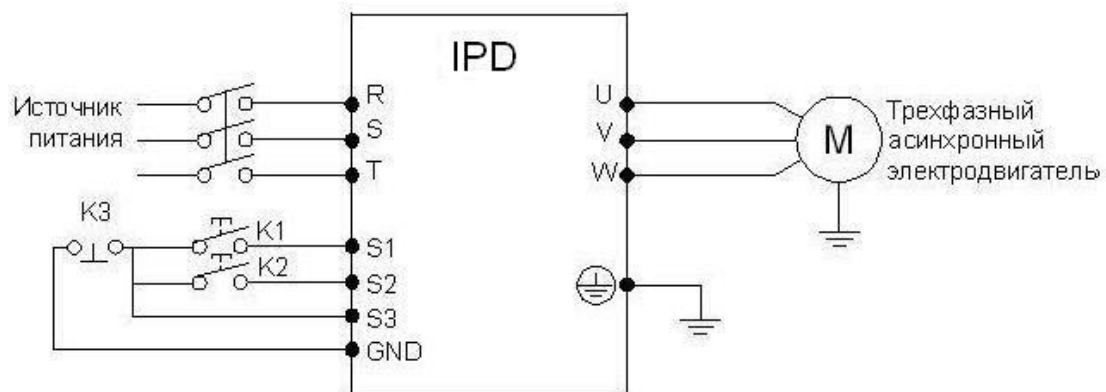 IPD
Источник
питания
R
S
T
U
V
W
M
Трехфазный
асинхронный
электродвигатель
K3
K1
K2
S1
S2
S3
GND